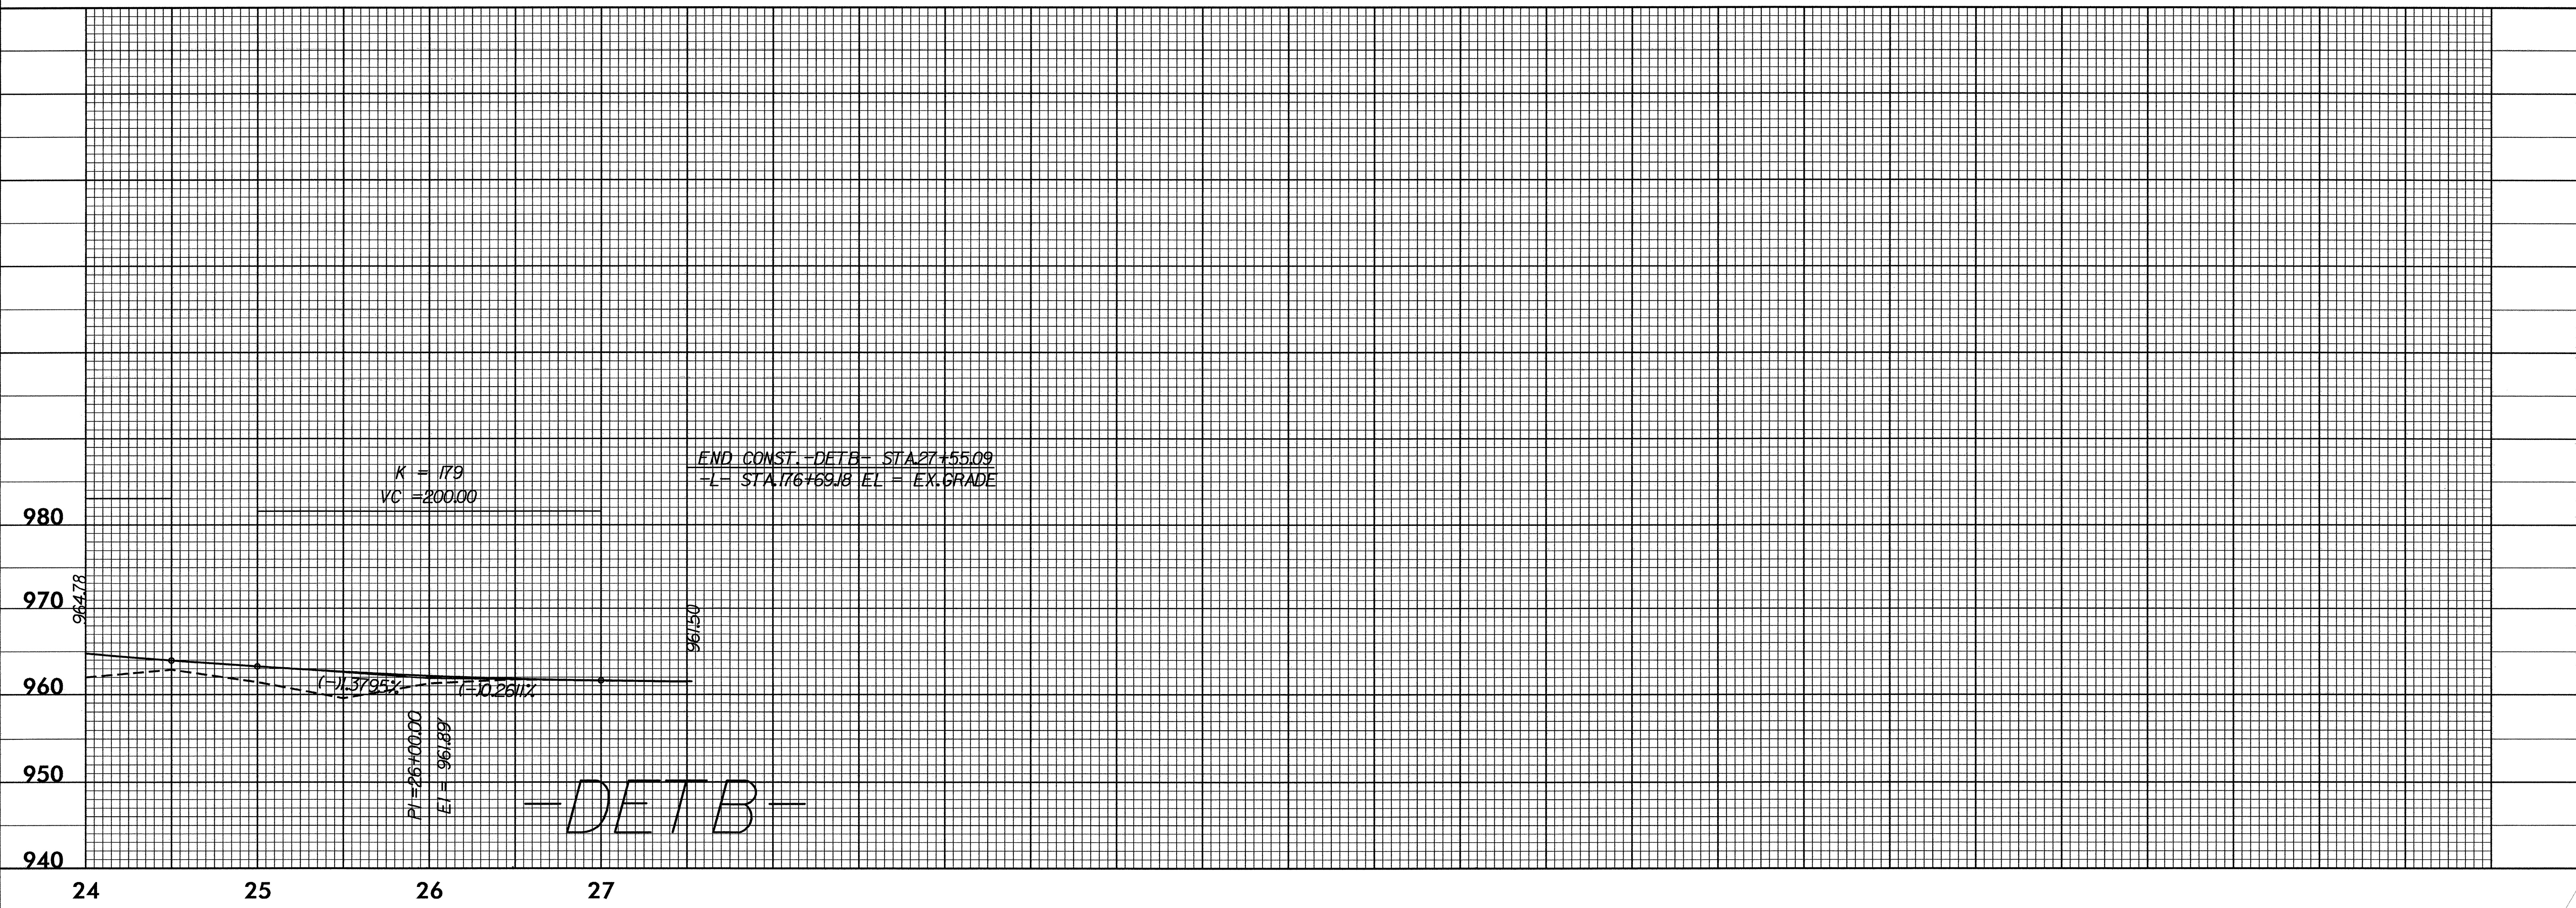 K = 179
VC =200.00
END CONST.-DETB- STA.27+55.09
-L- STA.176+69.18 EL = EX.GRADE
980
970
960
950
940
964.78
961.50
(-)1.3795%
(-)0.2611%
PI =26+00.00
EI = 961.89'
-DETB-
24 25 26 27